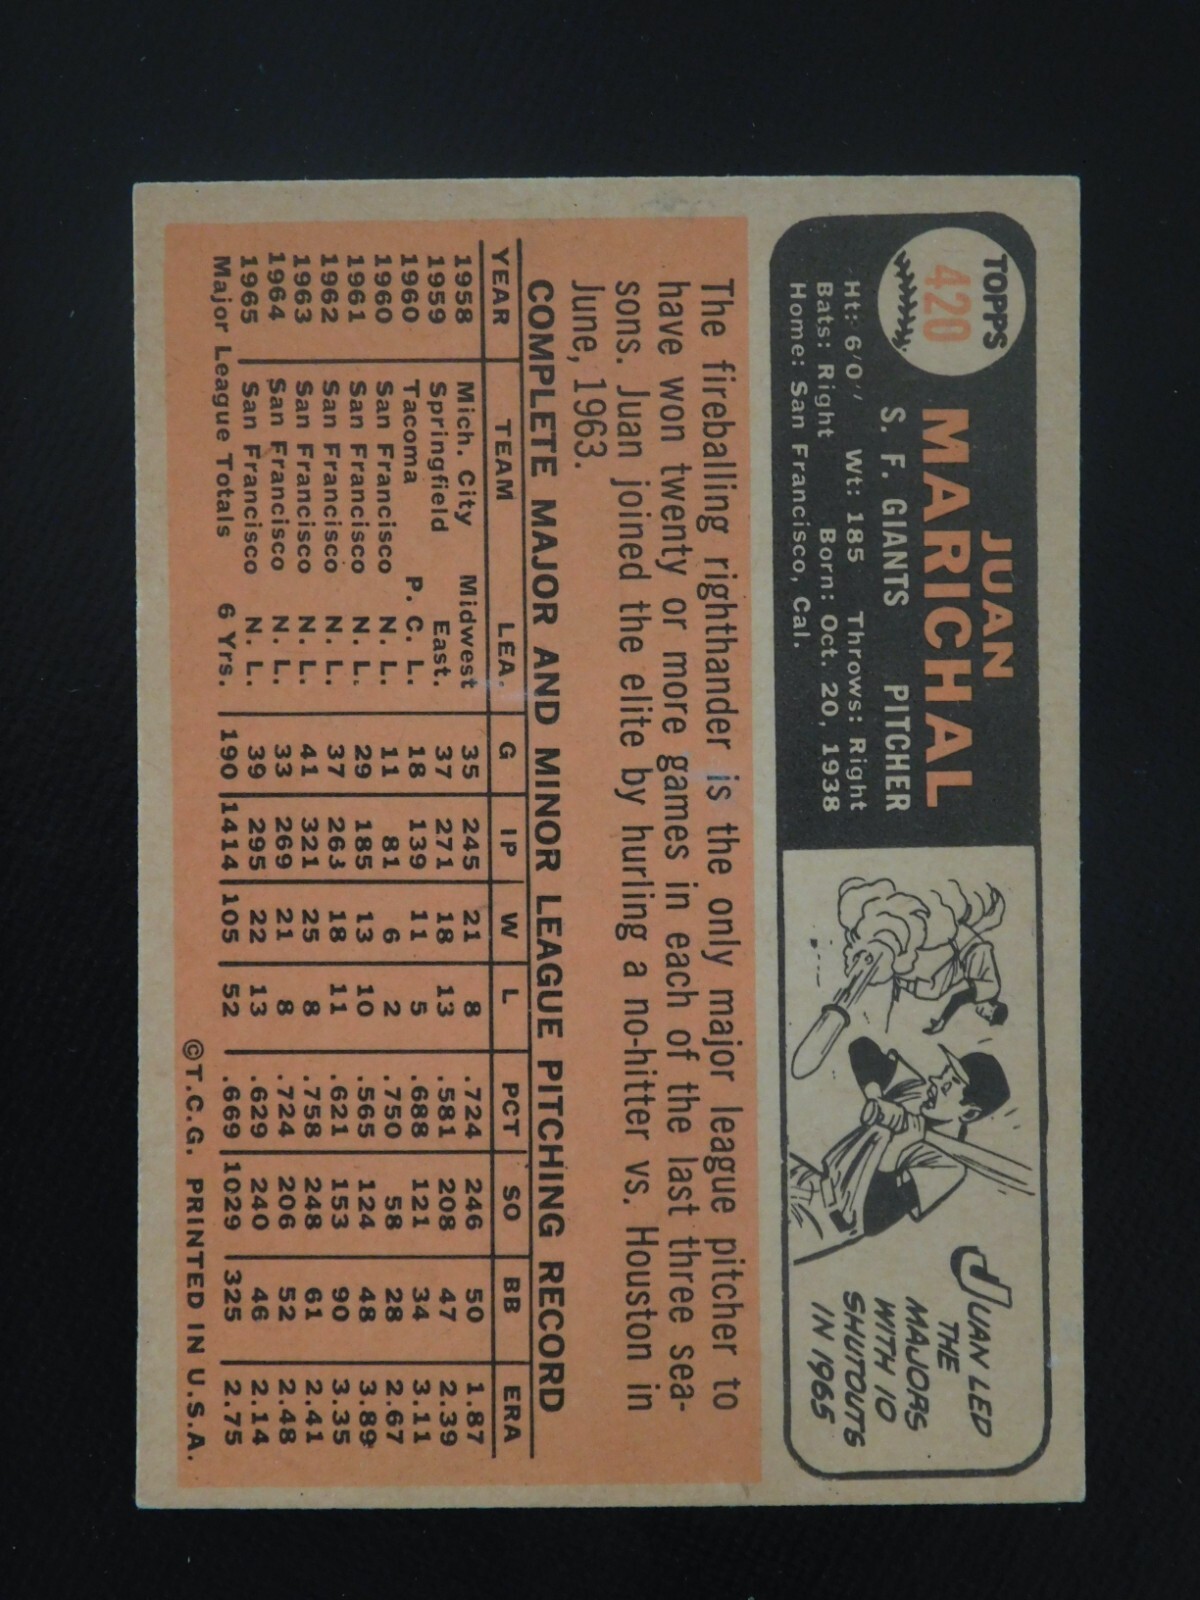 TOPPS
420
JUAN
MARICHAL
S. F. GIANTS PITCHER
Ht: 6'0" Wt: 185 Throws: Right
Bats: Right Born: Oct. 20, 1938
Home: San Francisco, Cal.
JUAN LED
THE
MAJORS
WITH 10
SHUTOUTS
IN 1965
The fireballing righthander is the only major league pitcher to
have won twenty or more games in each of the last three sea-
sons. Juan joined the elite by hurling a no-hitter vs. Houston in
June, 1963.
COMPLETE MAJOR AND MINOR LEAGUE PITCHING RECORD
YEAR TEAM LEA. G IP W L PCT SO BB ERA
1958 Mich. City Midwest 35 245 21 8 .724 246 50 1.87
1959 Springfield East. 37 271 18 13 .581 208 47 2.39
1960 Tacoma P. C. L. 18 139 11 5 .688 121 34 3.11
1960 San Francisco N. L. 11 81 6 2 .750 58 28 2.67
1961 San Francisco N. L. 29 185 13 10 .565 124 48 3.89
1962 San Francisco N. L. 37 263 18 11 .621 153 90 3.35
1963 San Francisco N. L. 41 321 25 8 .758 248 61 2.41
1964 San Francisco N. L. 33 269 21 8 .724 206 52 2.48
1965 San Francisco N. L. 39 295 22 13 .629 240 46 2.14
Major League Totals 6 Yrs. 190 1414 105 52 .669 1029 325 2.75
©T.C.G. PRINTED IN U.S.A.